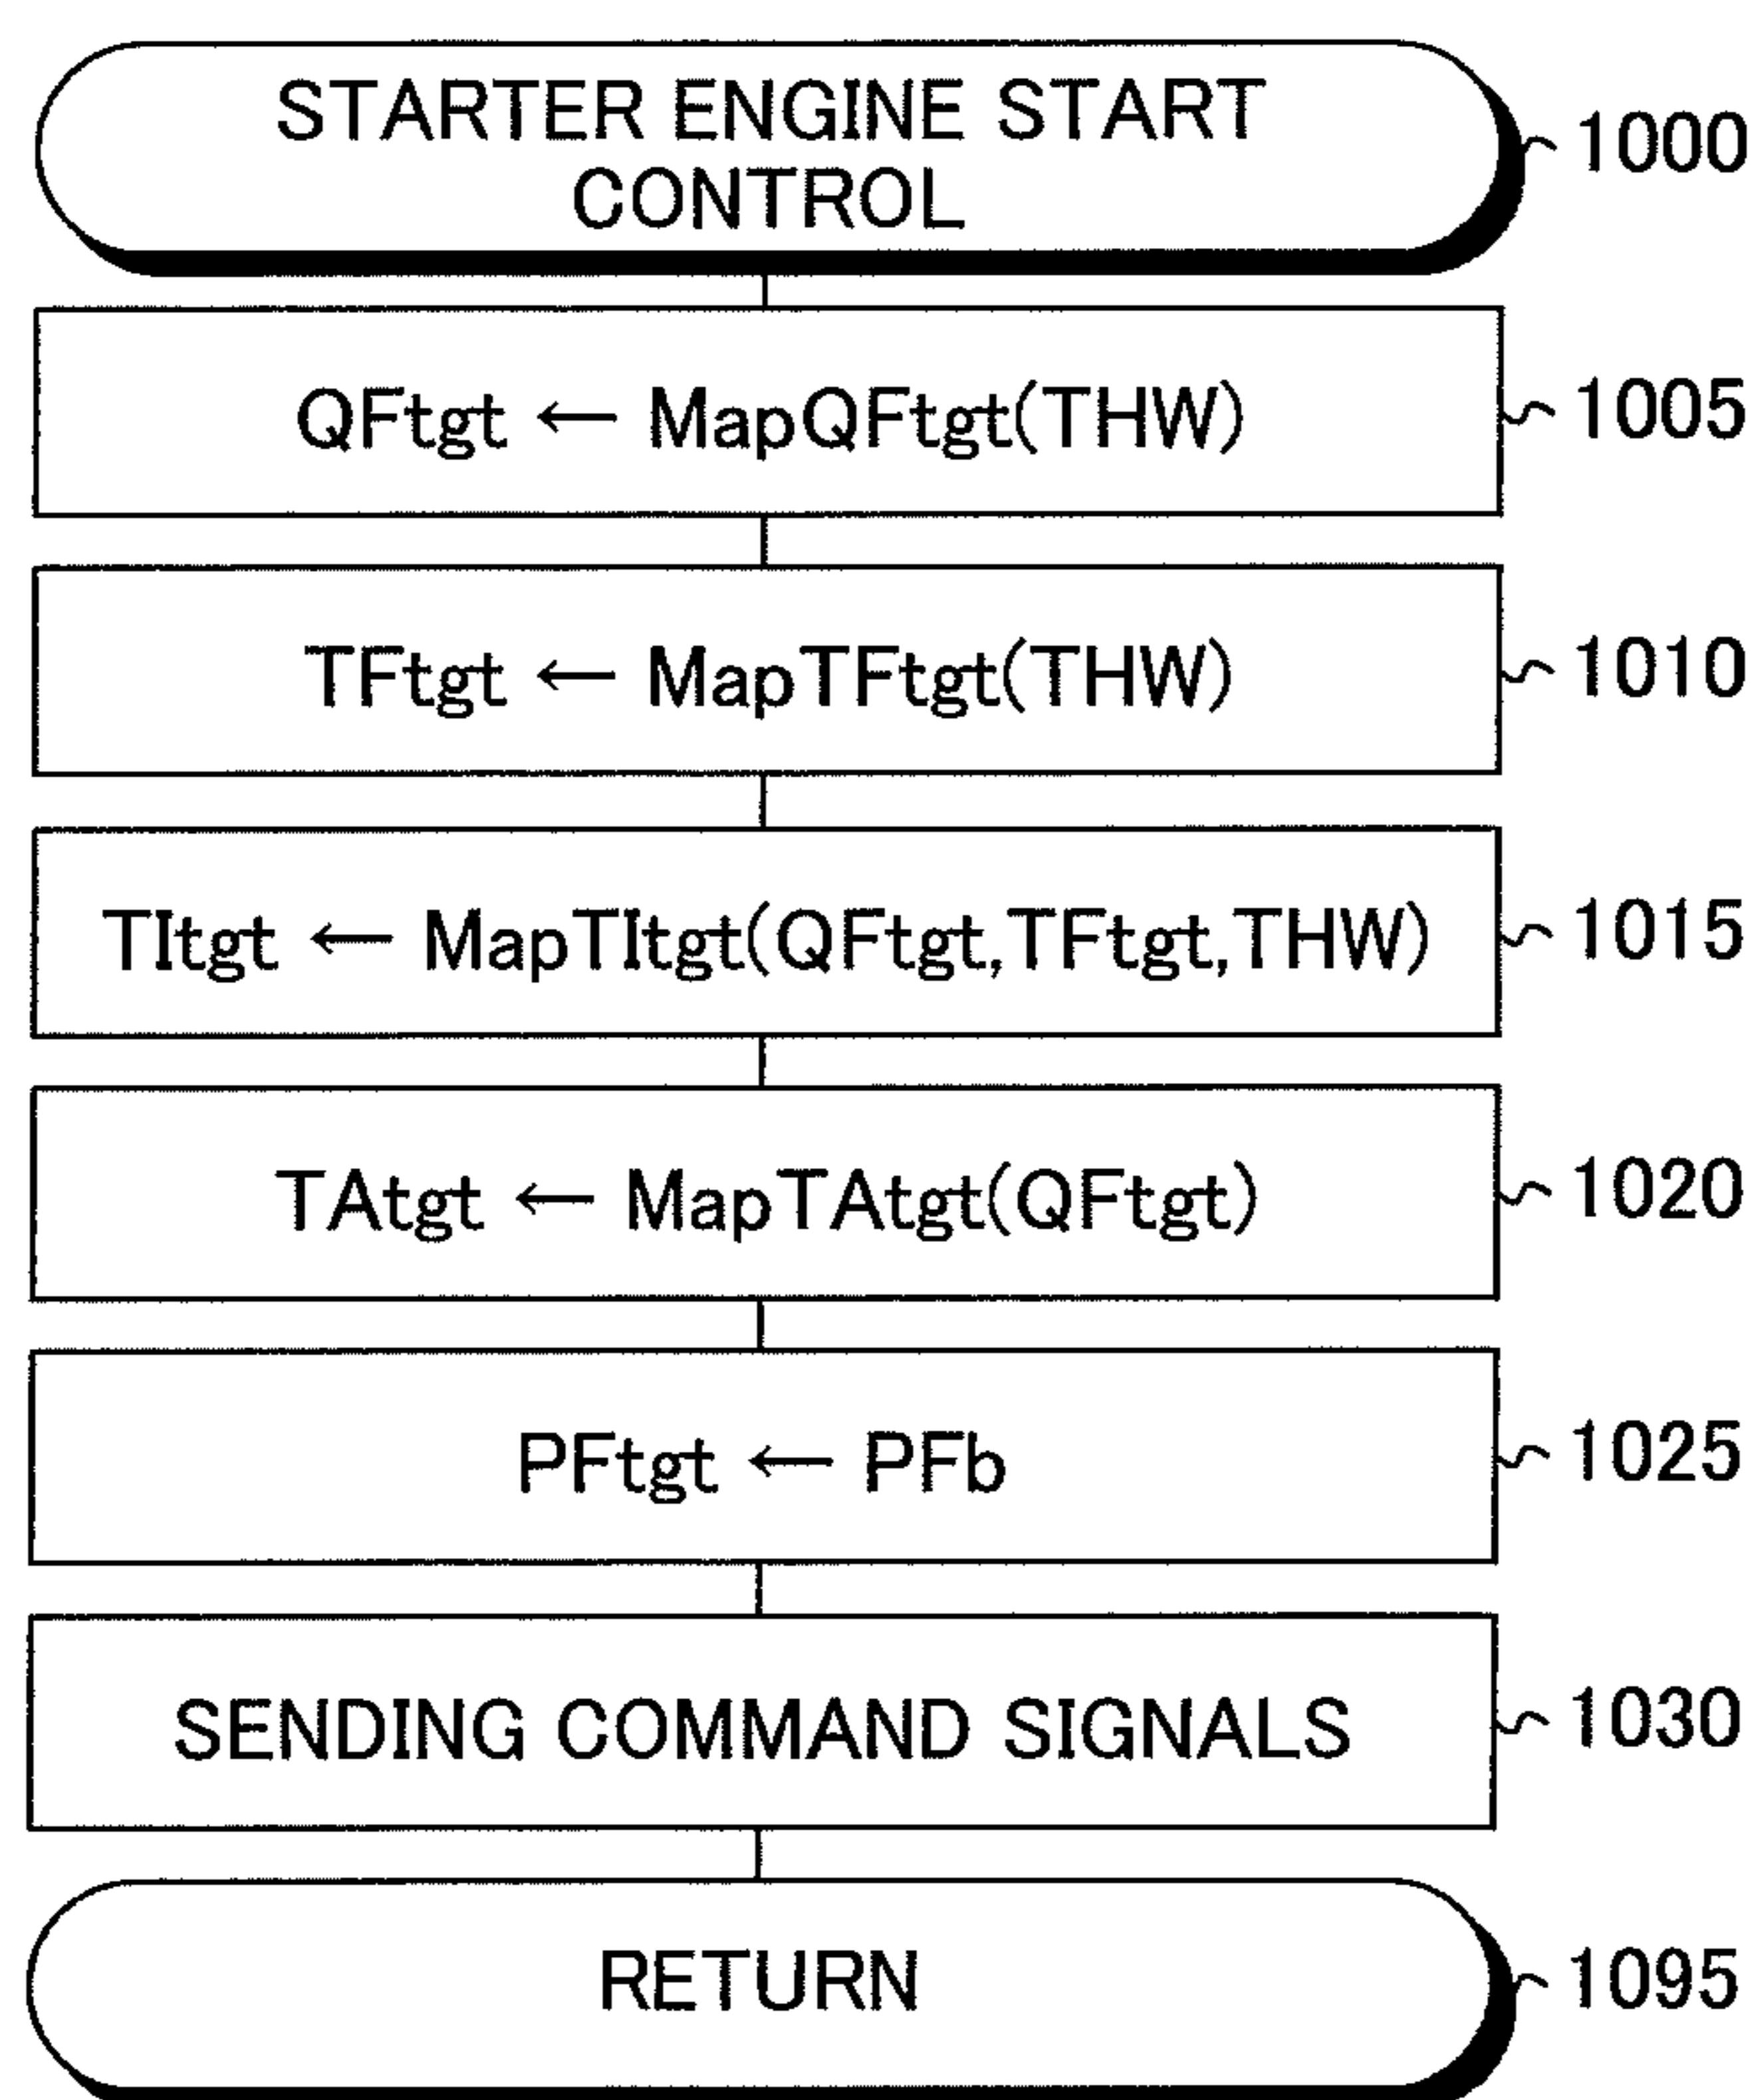 STARTER ENGINE START
CONTROL
1000
QFtgt ← MapQFtgt(THW)
1005
TFtgt ← MapTFtgt(THW)
1010
TItgt ← MapTItgt(QFtgt,TFtgt,THW)
1015
TAtgt ← MapTAtgt(QFtgt)
1020
PFtgt ← PFb
1025
SENDING COMMAND SIGNALS
1030
RETURN
1095